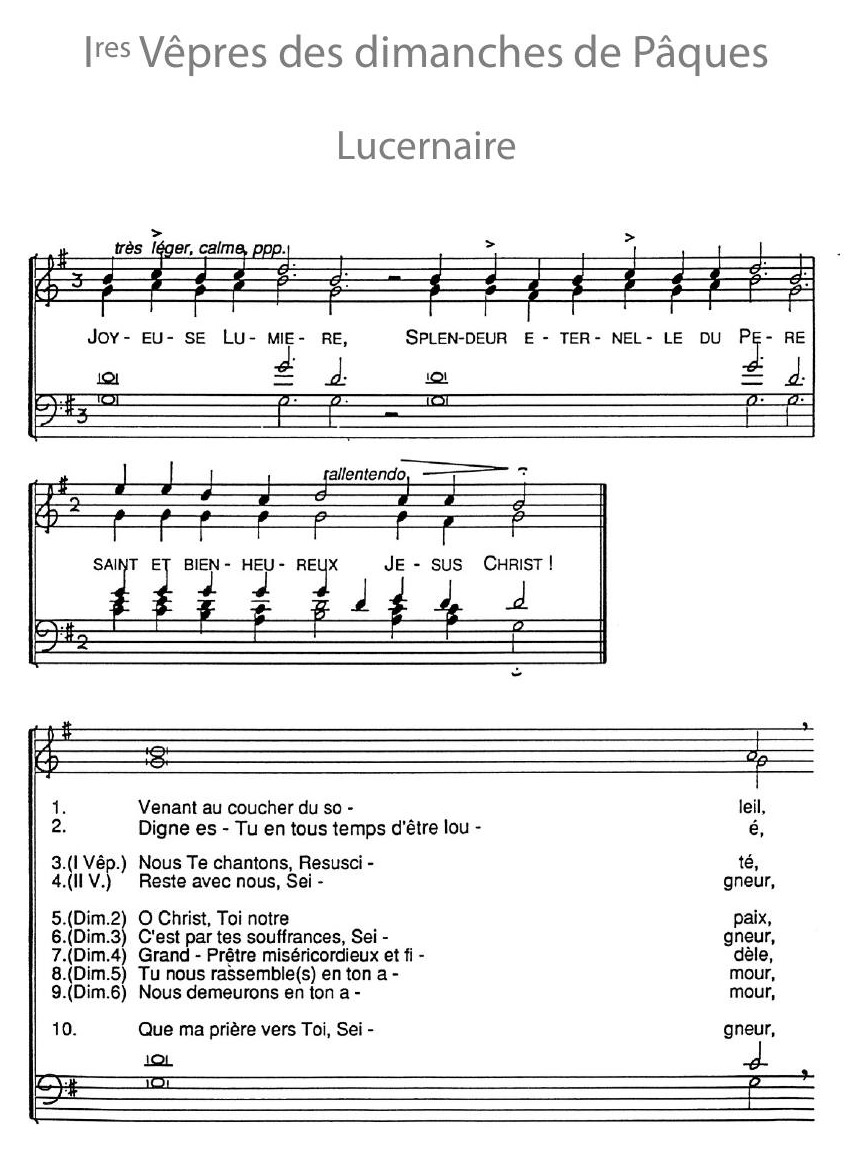 Ires Vêpres des dimanches de Pâques
Lucernaire
très léger, calme, ppp.
3
JOY - EU - SE LU - MIE - RE, SPLEN-DEUR E - TER - NEL - LE DU PE - RE
3
rallentendo
2
SAINT ET BIEN - HEU - REUX JE - SUS CHRIST !
2
1. Venant au coucher du so - leil,
2. Digne es - Tu en tous temps d'être lou - é,
3.(I Vêp.) Nous Te chantons, Resusci - té,
4.(II V.) Reste avec nous, Sei - gneur,
5.(Dim.2) O Christ, Toi notre paix,
6.(Dim.3) C'est par tes souffrances, Sei - gneur,
7.(Dim.4) Grand - Prêtre miséricordieux et fi - dèle,
8.(Dim.5) Tu nous rassemble(s) en ton a - mour,
9.(Dim.6) Nous demeurons en ton a - mour,
10. Que ma prière vers Toi, Sei - gneur,